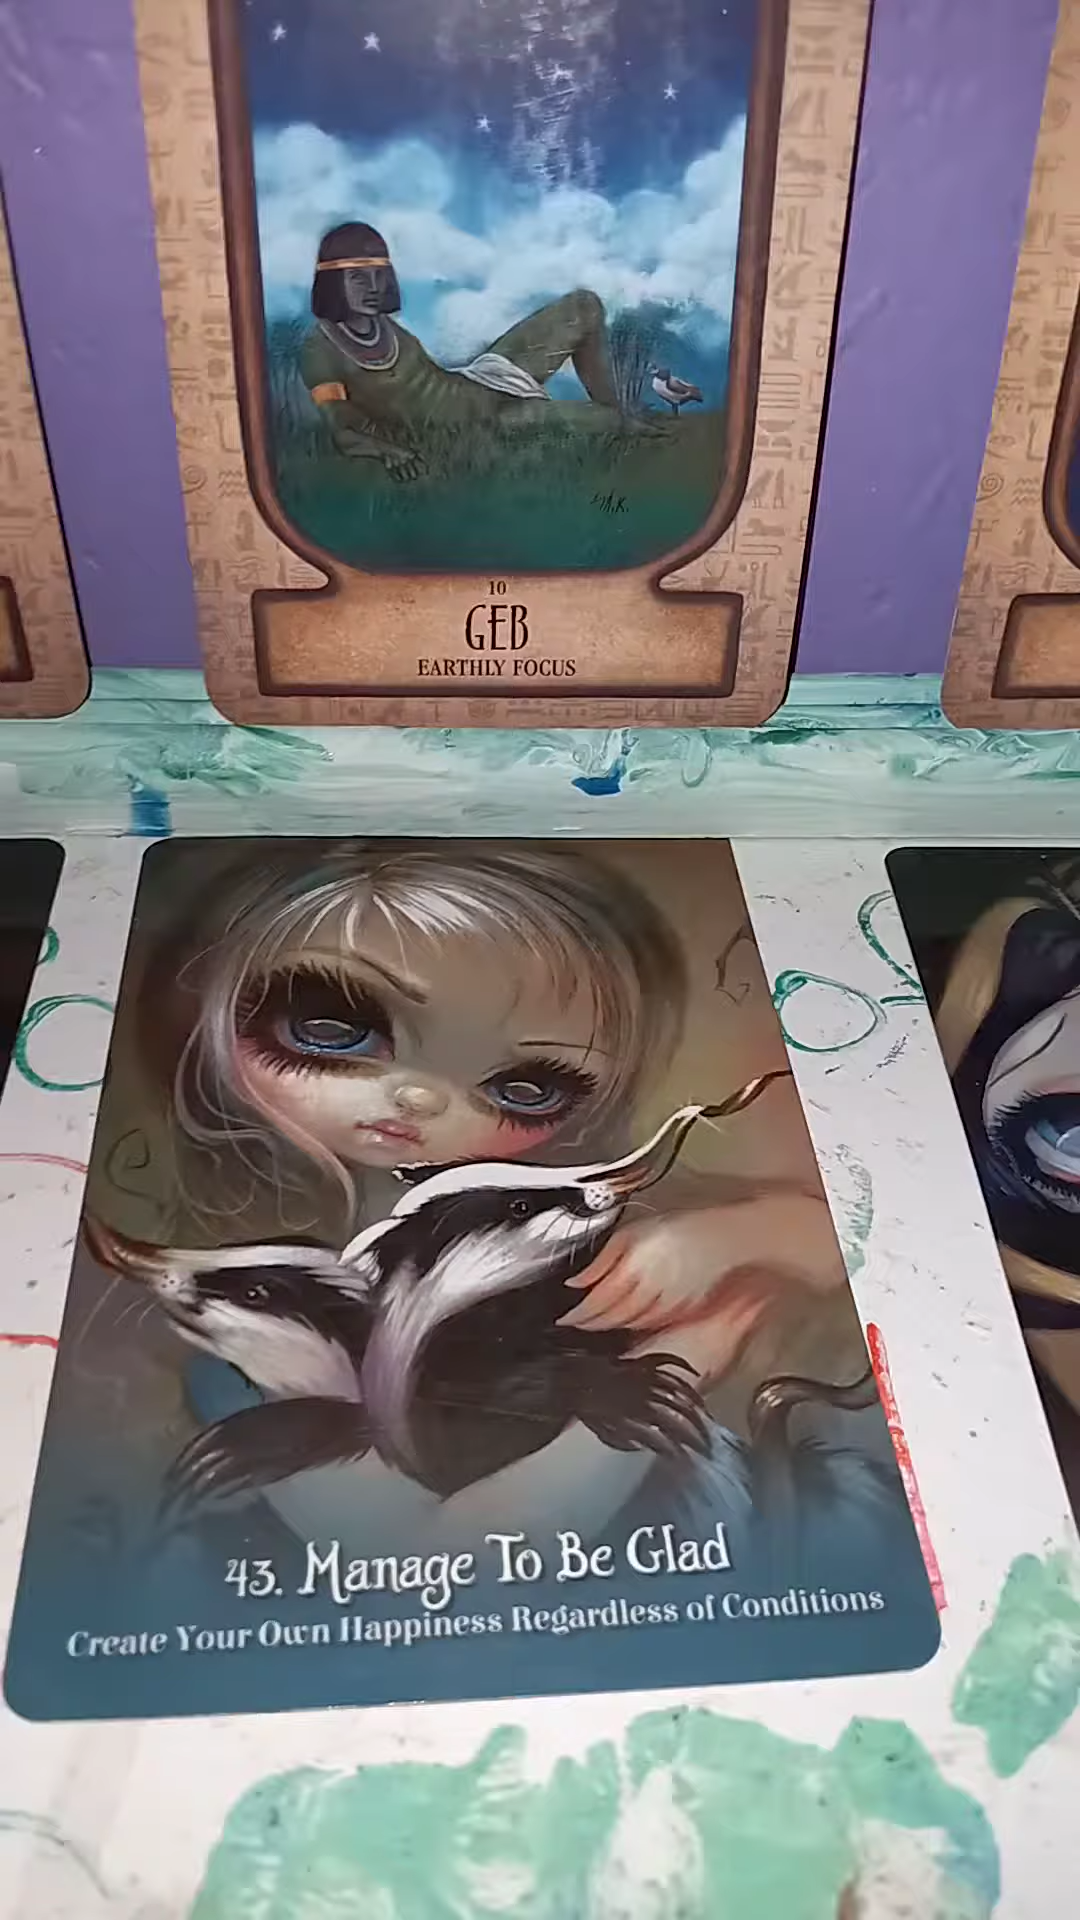 10
GEB
EARTHLY FOCUS
43. Manage To Be Glad
Create Your Own Happiness Regardless of Conditions